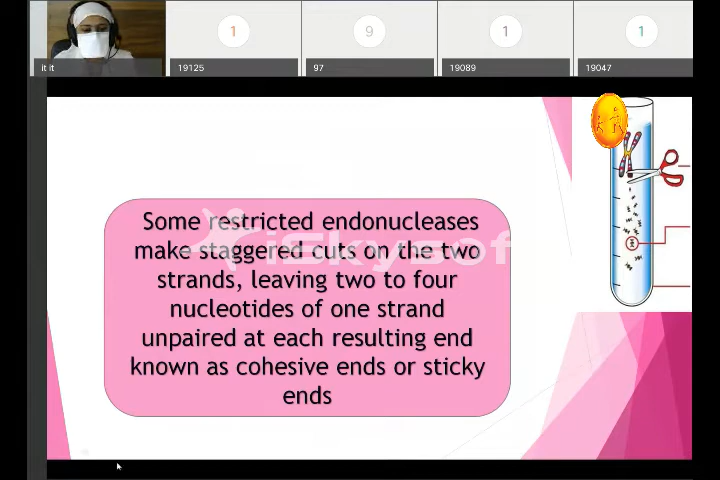 1
9
1
1
it it
19125
97
19089
19047
Some restricted endonucleases
make staggered cuts on the two
strands, leaving two to four
nucleotides of one strand
unpaired at each resulting end
known as cohesive ends or sticky
ends
iSkysof